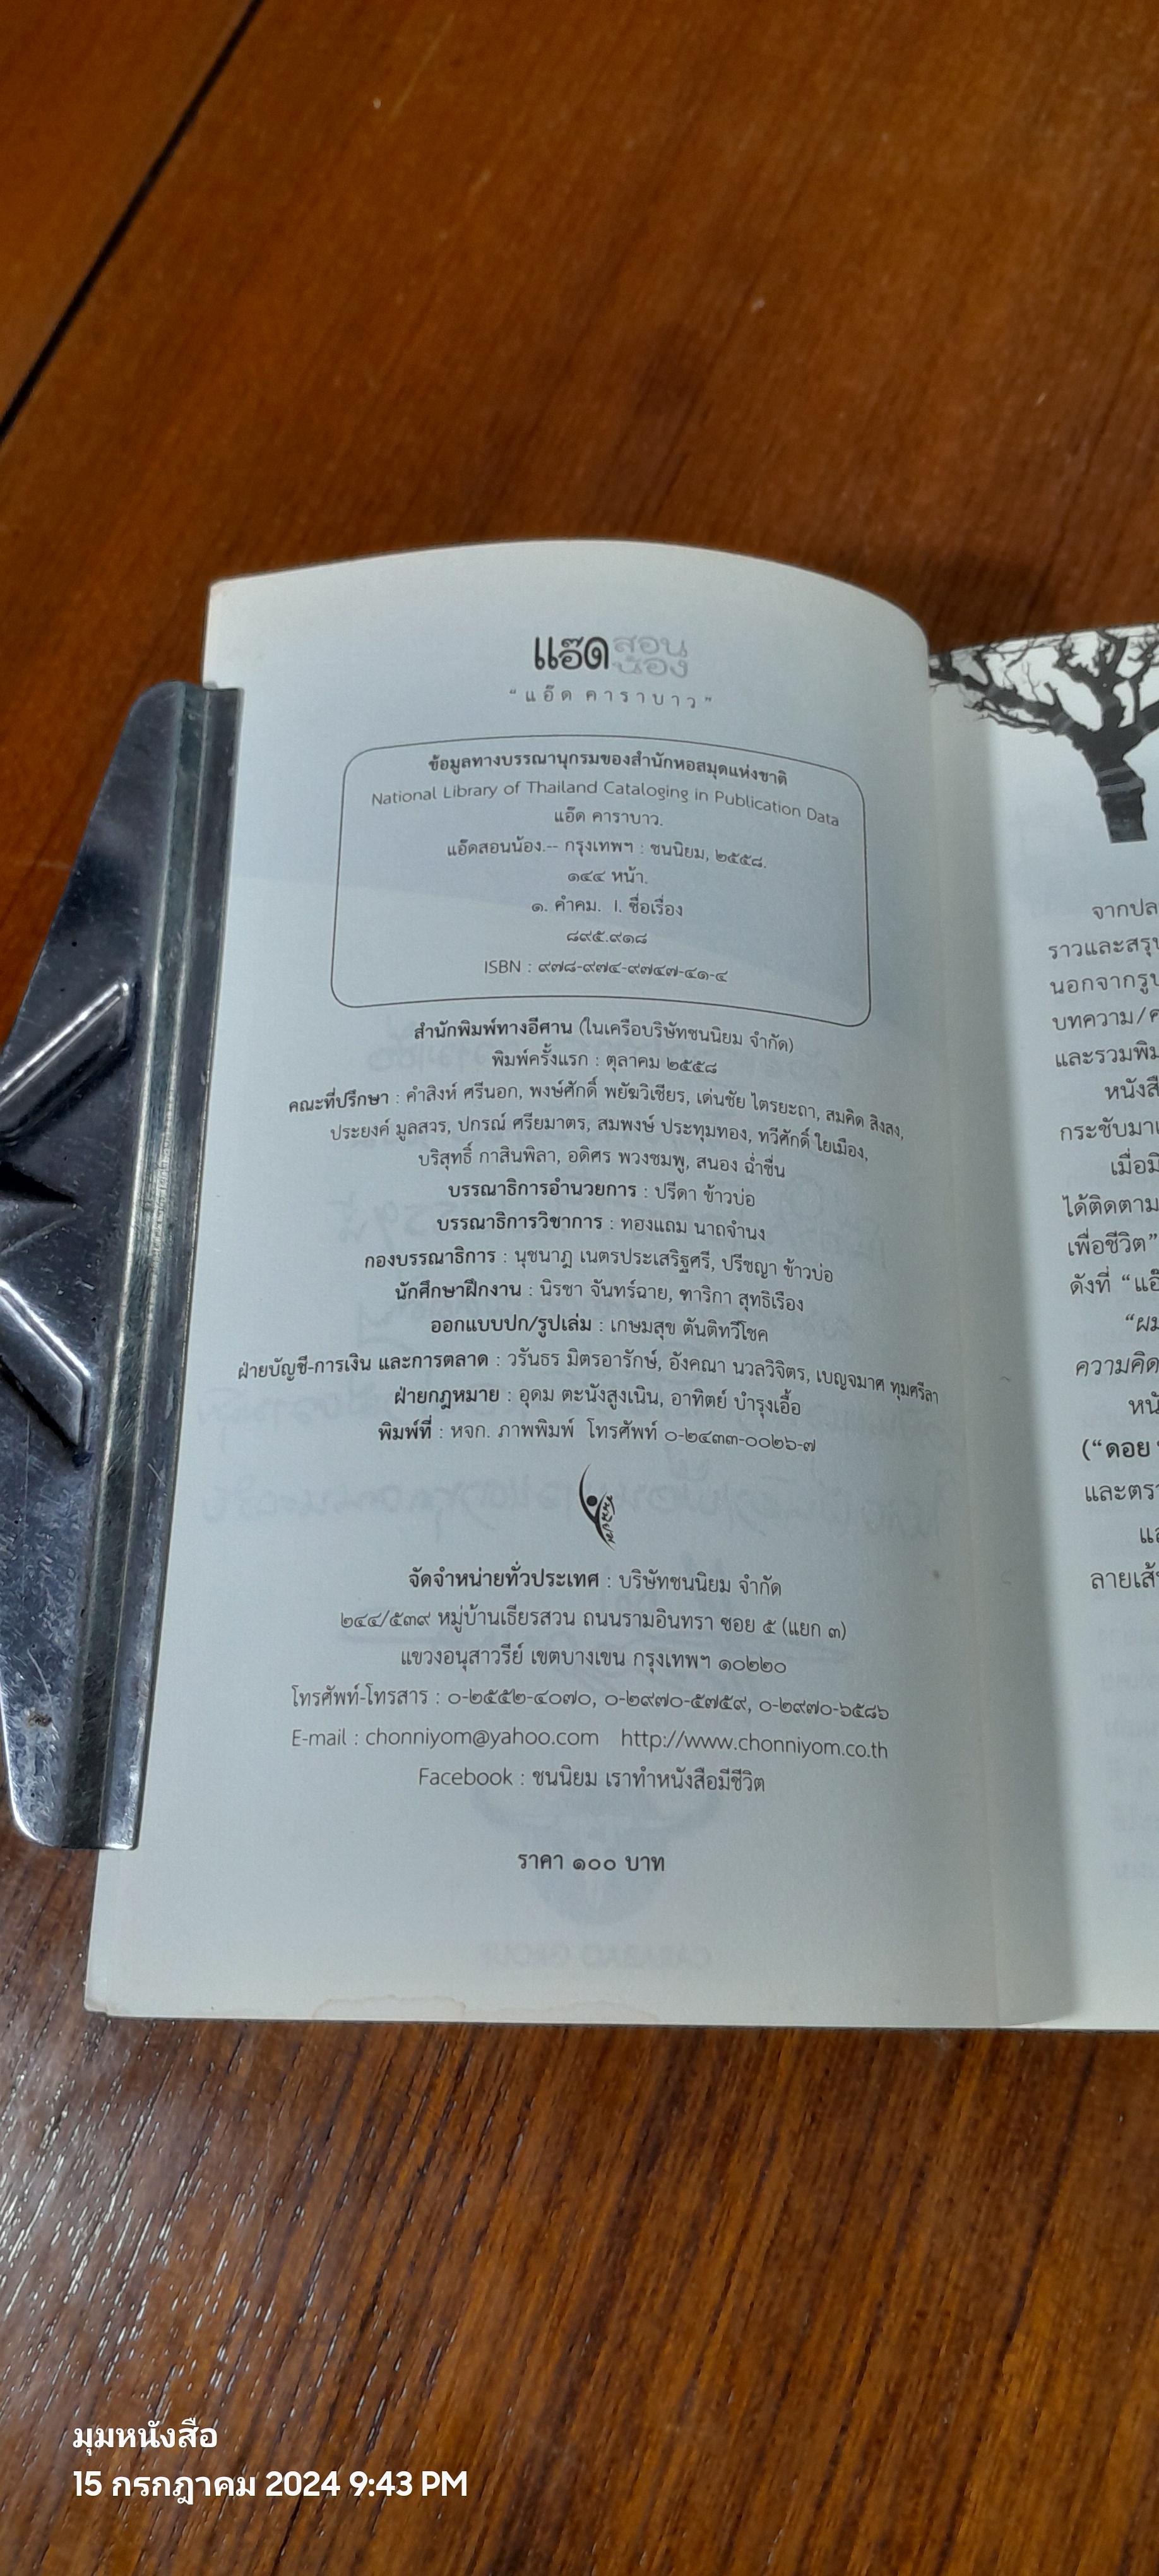 แอ๊ดสอนน้อง
“แอ๊ด คาราบาว”
ข้อมูลทางบรรณานุกรมของสำนักหอสมุดแห่งชาติ
National Library of Thailand Cataloging in Publication Data
แอ๊ด คาราบาว.
แอ๊ดสอนน้อง.-- กรุงเทพฯ : ชนนิยม, ๒๕๕๘.
๑๔๔ หน้า.
๑. คำคม. I. ชื่อเรื่อง
๘๙๕.๙๑๘
ISBN : ๙๗๘-๙๗๔-๙๗๔๗-๔๑-๔
สำนักพิมพ์ทางอีศาน (ในเครือบริษัทชนนิยม จำกัด)
พิมพ์ครั้งแรก : ตุลาคม ๒๕๕๘
คณะที่ปรึกษา : คำสิงห์ ศรีนอก, พงษ์ศักดิ์ พยัฆวิเชียร, เด่นชัย ไตรยะถา, สมคิด สิงสง,
ประยงค์ มูลสวร, ปกรณ์ ศรียมาตร, สมพงษ์ ประทุมทอง, ทวีศักดิ์ ใยเมือง,
บริสุทธิ์ กาสินพิลา, อดิศร พวงชมพู, สนอง ฉ่ำชื่น
บรรณาธิการอำนวยการ : ปรีดา ข้าวบ่อ
บรรณาธิการวิชาการ : ทองแถม นาถจำนง
กองบรรณาธิการ : นุชนาฎ เนตรประเสริฐศรี, ปรีชญา ข้าวบ่อ
นักศึกษาฝึกงาน : นิรชา จันทร์ฉาย, ฑาริกา สุทธิเรือง
ออกแบบปก/รูปเล่ม : เกษมสุข ตันติทวีโชค
ฝ่ายบัญชี-การเงิน และการตลาด : วรันธร มิตรอารักษ์, อังคณา นวลวิจิตร, เบญจมาศ ทุมศรีลา
ฝ่ายกฎหมาย : อุดม ตะนังสูงเนิน, อาทิตย์ บำรุงเอื้อ
พิมพ์ที่ : หจก. ภาพพิมพ์ โทรศัพท์ ๐-๒๔๓๓-๐๐๒๖-๗
ชนนิยม
จัดจำหน่ายทั่วประเทศ : บริษัทชนนิยม จำกัด
๒๔๔/๕๓๙ หมู่บ้านเธียรสวน ถนนรามอินทรา ซอย ๕ (แยก ๓)
แขวงอนุสาวรีย์ เขตบางเขน กรุงเทพฯ ๑๐๒๒๐
โทรศัพท์-โทรสาร : ๐-๒๕๕๒-๔๐๗๐, ๐-๒๙๗๐-๕๗๕๙, ๐-๒๙๗๐-๖๕๘๖
E-mail : chonniyom@yahoo.com http://www.chonniyom.co.th
Facebook : ชนนิยม เราทำหนังสือมีชีวิต
ราคา ๑๐๐ บาท
จากปล
ราวและสรุป
นอกจากรูป
บทความ/ค
และรวมพิม
หนังสื
กระชับมาเ
เมื่อมี
ได้ติดตาม
เพื่อชีวิต”
ดังที่ “แอ๊
“ผม
ความคิด
หนั
(“ดอย
และตรา
แล
ลายเส้น
มุมหนังสือ
15 กรกฎาคม 2024 9:43 PM